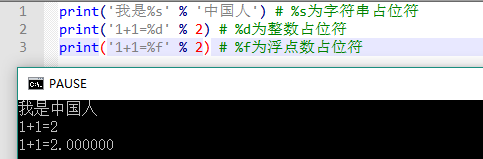 1 print('我是%s' % '中国人') # %s为字符串占位符
2 print('1+1=%d' % 2) # %d为整数占位符
3 print('1+1=%f' % 2) # %f为浮点数占位符
C:\. PAUSE
我是中国人
1+1=2
1+1=2.000000